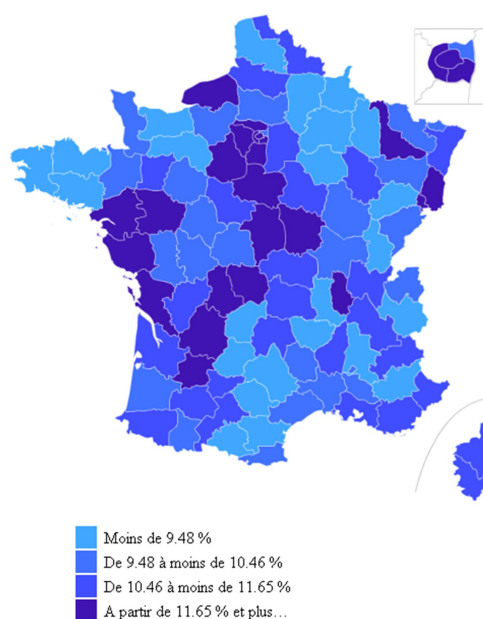 Moins de 9.48 %
De 9.48 à moins de 10.46 %
De 10.46 à moins de 11.65 %
A partir de 11.65 % et plus…